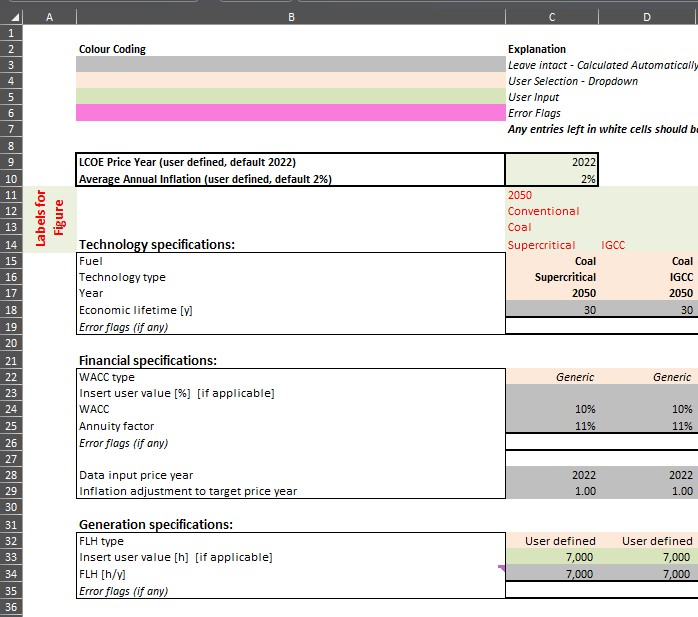 A B C D
1
2 Colour Coding Explanation
3 Leave intact - Calculated Automatically
4 User Selection - Dropdown
5 User Input
6 Error Flags
7 Any entries left in white cells should b
8
9 LCOE Price Year (user defined, default 2022) 2022
10 Average Annual Inflation (user defined, default 2%) 2%
Labels for
Figure
11 2050
12 Conventional
13 Coal
14 Technology specifications: Supercritical IGCC
15 Fuel Coal Coal
16 Technology type Supercritical IGCC
17 Year 2050 2050
18 Economic lifetime [y] 30 30
19 Error flags (if any)
20
21 Financial specifications:
22 WACC type Generic Generic
23 Insert user value [%] [if applicable]
24 WACC 10% 10%
25 Annuity factor 11% 11%
26 Error flags (if any)
27
28 Data input price year 2022 2022
29 Inflation adjustment to target price year 1.00 1.00
30
31 Generation specifications:
32 FLH type User defined User defined
33 Insert user value [h] [if applicable] 7,000 7,000
34 FLH [h/y] 7,000 7,000
35 Error flags (if any)
36